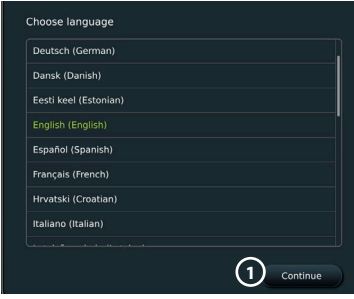 Choose language
Deutsch (German)
Dansk (Danish)
Eesti keel (Estonian)
English (English)
Español (Spanish)
Français (French)
Hrvatski (Croatian)
Italiano (Italian)
1 Continue